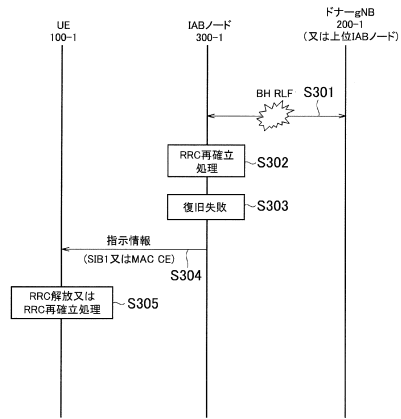 UE
100-1
IABノード
300-1
ドナーgNB
200-1
(又は上位IABノード)
BH RLF
S301
RRC再確立
処理
S302
復旧失敗
S303
指示情報
(SIB1又はMAC CE)
S304
RRC解放又は
RRC再確立処理
S305